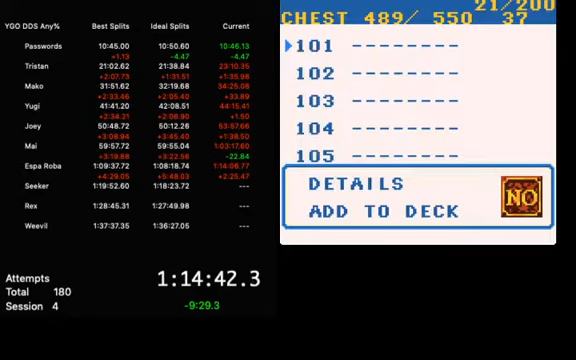 YGO DDS Any% Best Splits Ideal Splits Current
Passwords 10:45.00 10:50.60 10:46.13
+1.13 -4.47 -4.47
Tristan 21:02.62 21:38.84 23:10.35
+2:07.73 +1:31.51 +1:35.98
Mako 31:51.62 32:19.68 34:25.08
+2:33.46 +2:05.40 +33.89
Yugi 41:41.20 42:08.51 44:15.41
+2:34.21 +2:06.90 +1.50
Joey 50:48.72 50:12.26 53:57.66
+3:08.94 +3:45.40 +1:38.50
Mai 59:57.72 59:55.04 1:03:17.60
+3:19.88 +3:22.56 -22.84
Espa Roba 1:09:37.72 1:08:18.74 1:14:06.77
+4:29.05 +5:48.03 +2:25.47
Seeker 1:19:52.60 1:18:23.72 ---
Rex 1:28:45.31 1:27:49.98 ---
Weevil 1:37:37.35 1:36:27.05 ---
Attempts
Total 180
Session 4
1:14:42.3
-9:29.3
21/200
CHEST 489/ 550 37
101 --------
102 --------
103 --------
104 --------
105 --------
DETAILS
ADD TO DECK
NO